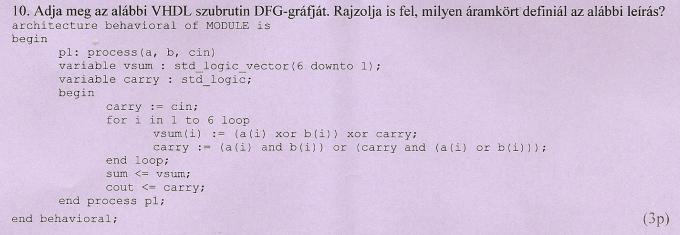 10. Adja meg az alábbi VHDL szubrutin DFG-gráfját. Rajzolja is fel, milyen áramkört definiál az alábbi leírás?
architecture behavioral of MODULE is
begin
p1: process(a, b, cin)
variable vsum : std_logic_vector(6 downto 1);
variable carry : std_logic;
begin
carry := cin;
for i in 1 to 6 loop
vsum(i) := (a(i) xor b(i)) xor carry;
carry := (a(i) and b(i)) or (carry and (a(i) or b(i)));
end loop;
sum <= vsum;
cout <= carry;
end process p1;
end behavioral; (3p)